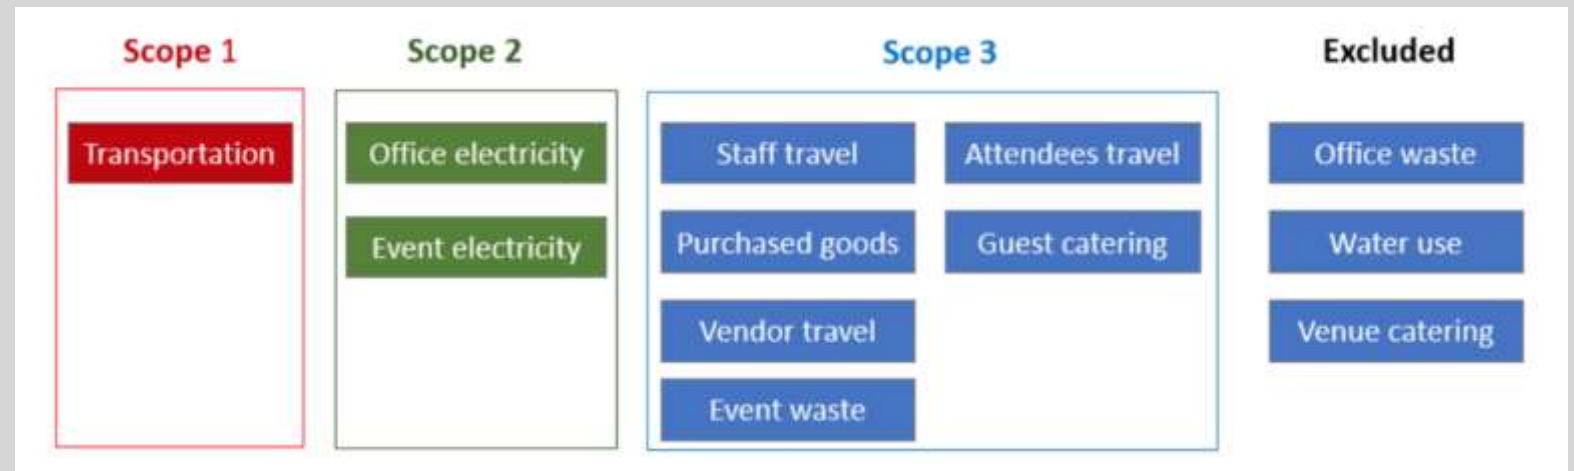 Scope 1
Transportation
Scope 2
Office electricity
Event electricity
Scope 3
Staff travel
Attendees travel
Purchased goods
Guest catering
Vendor travel
Event waste
Excluded
Office waste
Water use
Venue catering